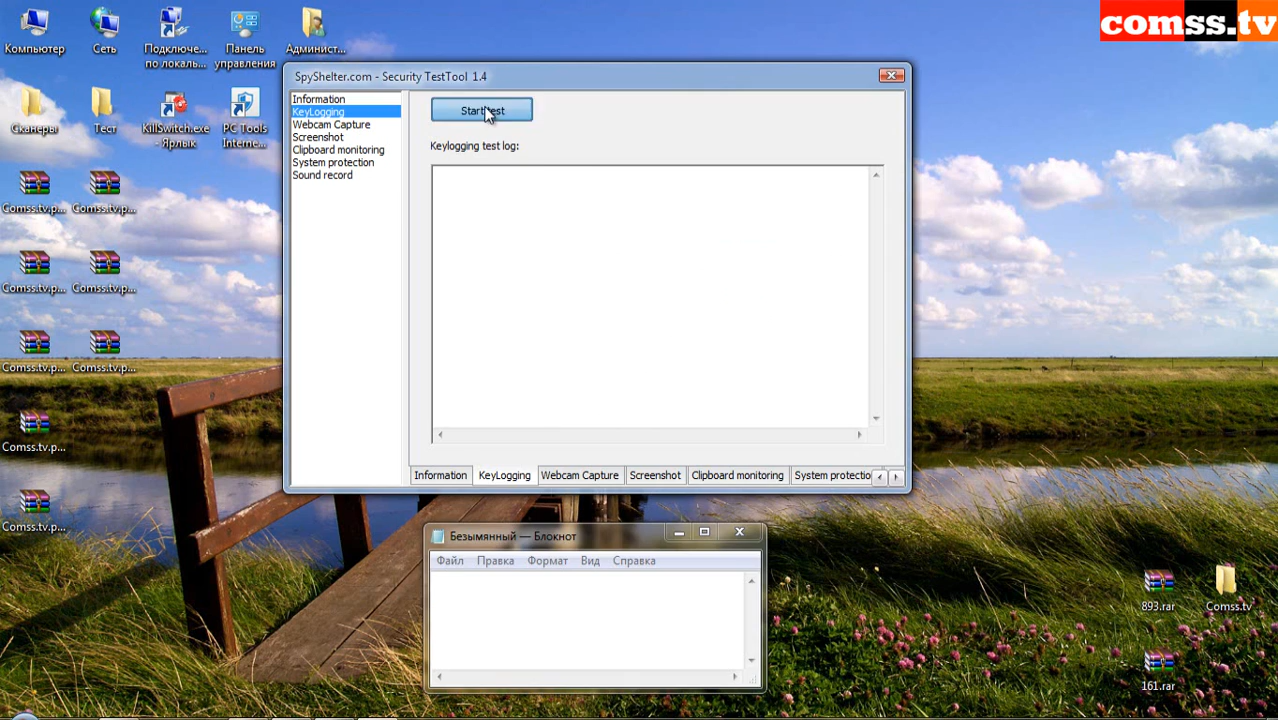 comss.tv
Компьютер
Сеть
Подключе... по локаль...
Панель управления
Админист...
Сканеры
Тест
KillSwitch.exe - Ярлык
PC Tools Interne...
Comss.tv.p...
Comss.tv.p...
Comss.tv.p...
Comss.tv.p...
Comss.tv.p...
Comss.tv.p...
Comss.tv.p...
Comss.tv.p...
SpyShelter.com - Security TestTool 1.4
Information
KeyLogging
Webcam Capture
Screenshot
Clipboard monitoring
System protection
Sound record
Start test
Keylogging test log:
Information
KeyLogging
Webcam Capture
Screenshot
Clipboard monitoring
System protectio
Безымянный — Блокнот
Файл
Правка
Формат
Вид
Справка
893.rar
Comss.tv
161.rar